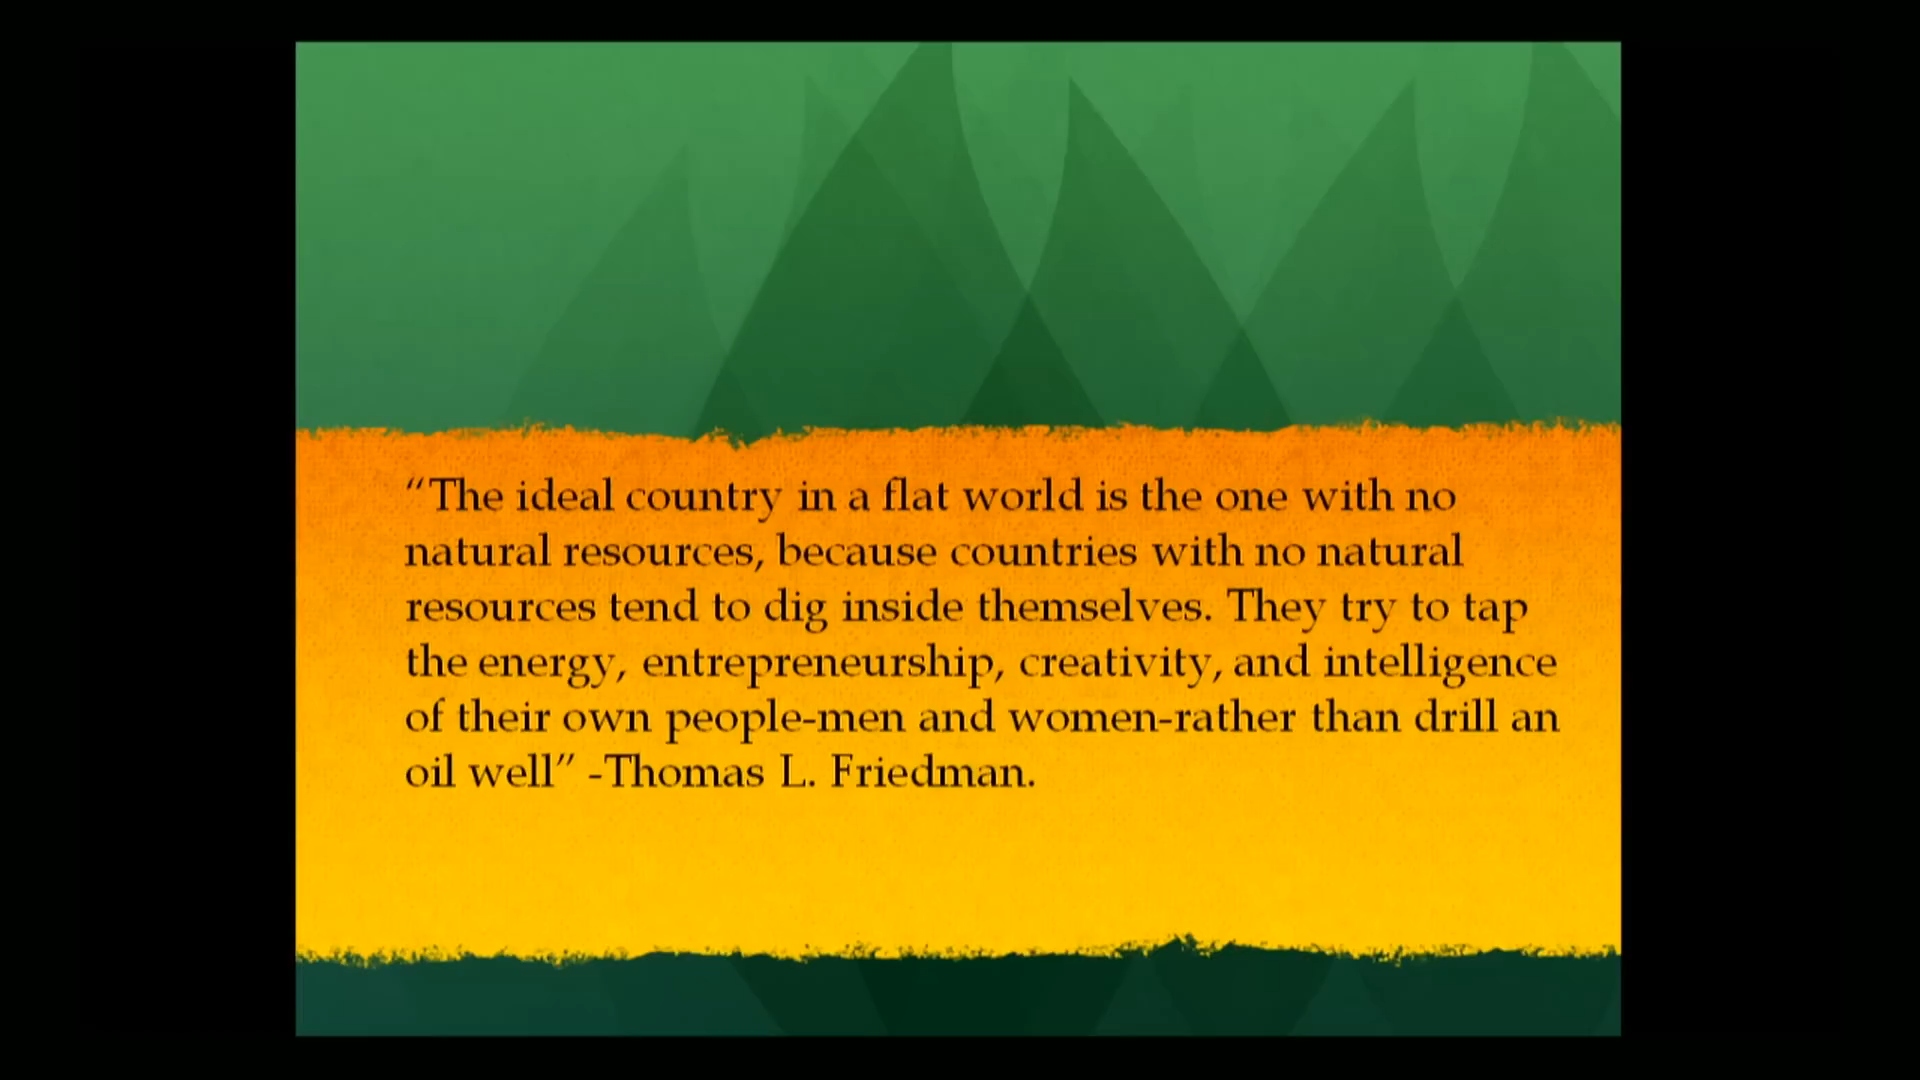 “The ideal country in a flat world is the one with no
natural resources, because countries with no natural
resources tend to dig inside themselves. They try to tap
the energy, entrepreneurship, creativity, and intelligence
of their own people-men and women-rather than drill an
oil well” -Thomas L. Friedman.